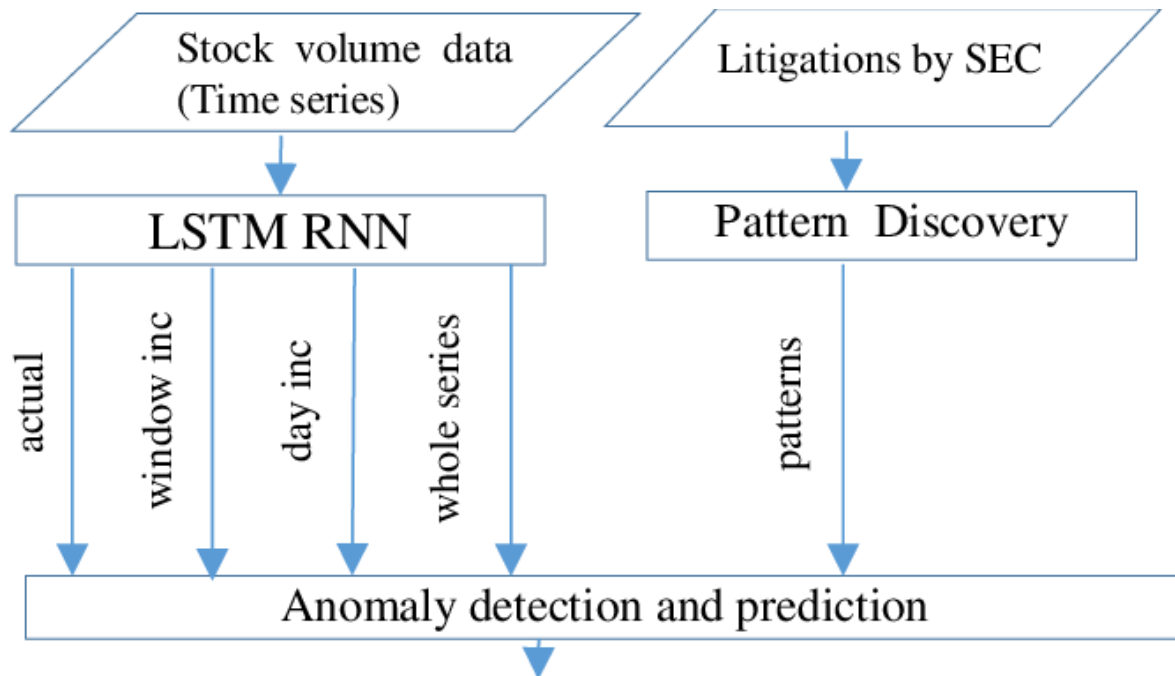 Stock volume data
(Time series)
Litigations by SEC
LSTM RNN
Pattern Discovery
actual
window inc
day inc
whole series
patterns
Anomaly detection and prediction